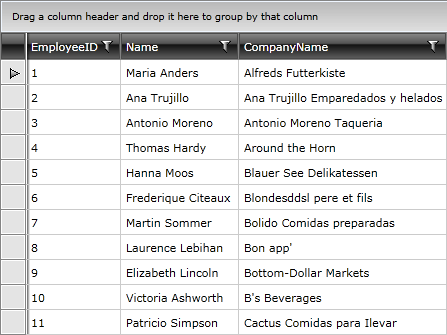 Drag a column header and drop it here to group by that column
EmployeeID Name CompanyName
1 Maria Anders Alfreds Futterkiste
2 Ana Trujillo Ana Trujillo Emparedados y helados
3 Antonio Moreno Antonio Moreno Taqueria
4 Thomas Hardy Around the Horn
5 Hanna Moos Blauer See Delikatessen
6 Frederique Citeaux Blondesddsl pere et fils
7 Martin Sommer Bolido Comidas preparadas
8 Laurence Lebihan Bon app'
9 Elizabeth Lincoln Bottom-Dollar Markets
10 Victoria Ashworth B's Beverages
11 Patricio Simpson Cactus Comidas para llevar